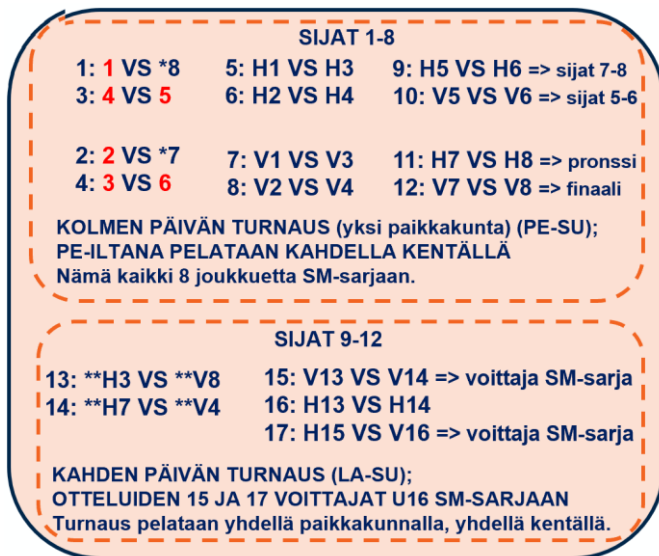 SIJAT 1-8
1: 1 VS *8 5: H1 VS H3 9: H5 VS H6 => sijat 7-8
3: 4 VS 5 6: H2 VS H4 10: V5 VS V6 => sijat 5-6
2: 2 VS *7 7: V1 VS V3 11: H7 VS H8 => pronssi
4: 3 VS 6 8: V2 VS V4 12: V7 VS V8 => finaali
KOLMEN PÄIVÄN TURNAUS (yksi paikkakunta) (PE-SU);
PE-ILTANA PELATAAN KAHDELLA KENTÄLLÄ
Nämä kaikki 8 joukkuetta SM-sarjaan.
SIJAT 9-12
13: **H3 VS **V8 15: V13 VS V14 => voittaja SM-sarja
14: **H7 VS **V4 16: H13 VS H14
17: H15 VS V16 => voittaja SM-sarja
KAHDEN PÄIVÄN TURNAUS (LA-SU);
OTTELUIDEN 15 JA 17 VOITTAJAT U16 SM-SARJAAN
Turnaus pelataan yhdellä paikkakunnalla, yhdellä kentällä.